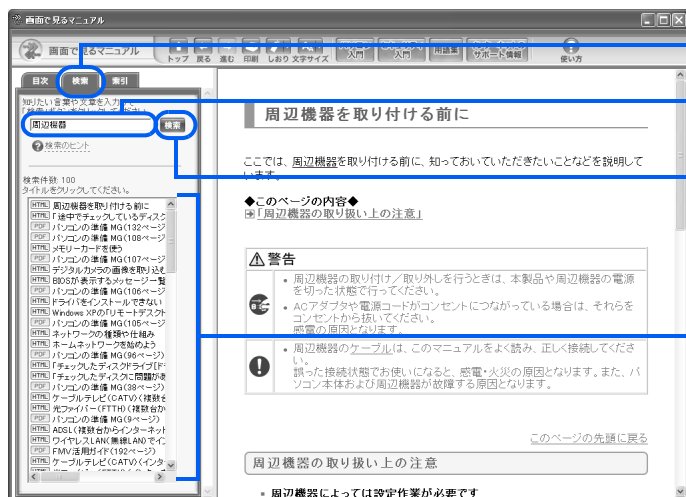 画面で見るマニュアル
画面で見るマニュアル
トップ 戻る 進む 印刷 しおり 文字サイズ 入門 入門 用語集 サポート情報 使い方
目次 検索 索引
知りたい言葉や文章を入力して
周辺機器 検索
検索のヒント
検索件数: 100
タイトルをクリックしてください。
HTML 周辺機器を取り付ける前に
HTML 「途中でチェックしているディスク
PDF パソコンの準備 MG(132ページ
PDF パソコンの準備 MG(108ページ
HTML メモリーカードを使う
PDF パソコンの準備 MG(107ページ
HTML デジタルカメラの画像を取り込む
HTML BIOSが表示するメッセージ一覧
PDF パソコンの準備 MG(106ページ
HTML ドライバをインストールできない
HTML Windows XPの「リモートデスクト
PDF パソコンの準備 MG(105ページ
HTML ネットワークの種類や仕組み
HTML ホームネットワークを始めよう
PDF パソコンの準備 MG(96ページ)
HTML 「チェックしたディスクドライブ[ド
HTML 「チェックしたディスクに問題があ
PDF パソコンの準備 MG(38ページ)
HTML ケーブルテレビ(CATV)(複数台
HTML 光ファイバー(FTTH)(複数台か
PDF パソコンの準備 MG(9ページ)
HTML ADSL(複数台からインターネット
HTML ワイヤレスLAN(無線LAN)でイン
PDF FMV活用ガイド(192ページ)
HTML ケーブルテレビ(CATV)(インタ
周辺機器を取り付ける前に
ここでは、周辺機器を取り付ける前に、知っておいていただきたいことなどを説明して
います。
◆このページの内容◆
「周辺機器の取り扱い上の注意」
警告
• 周辺機器の取り付け／取り外しを行うときは、本製品や周辺機器の電源
を切った状態で行ってください。
• ACアダプタや電源コードがコンセントにつながっている場合は、それらを
コンセントから抜いてください。
感電の原因となります。
• 周辺機器のケーブルは、このマニュアルをよく読み、正しく接続してくださ
い。
誤った接続状態でお使いになると、感電・火災の原因となります。また、パ
ソコン本体および周辺機器が故障する原因となります。
このページの先頭に戻る
周辺機器の取り扱い上の注意
▪ 周辺機器によっては設定作業が必要です